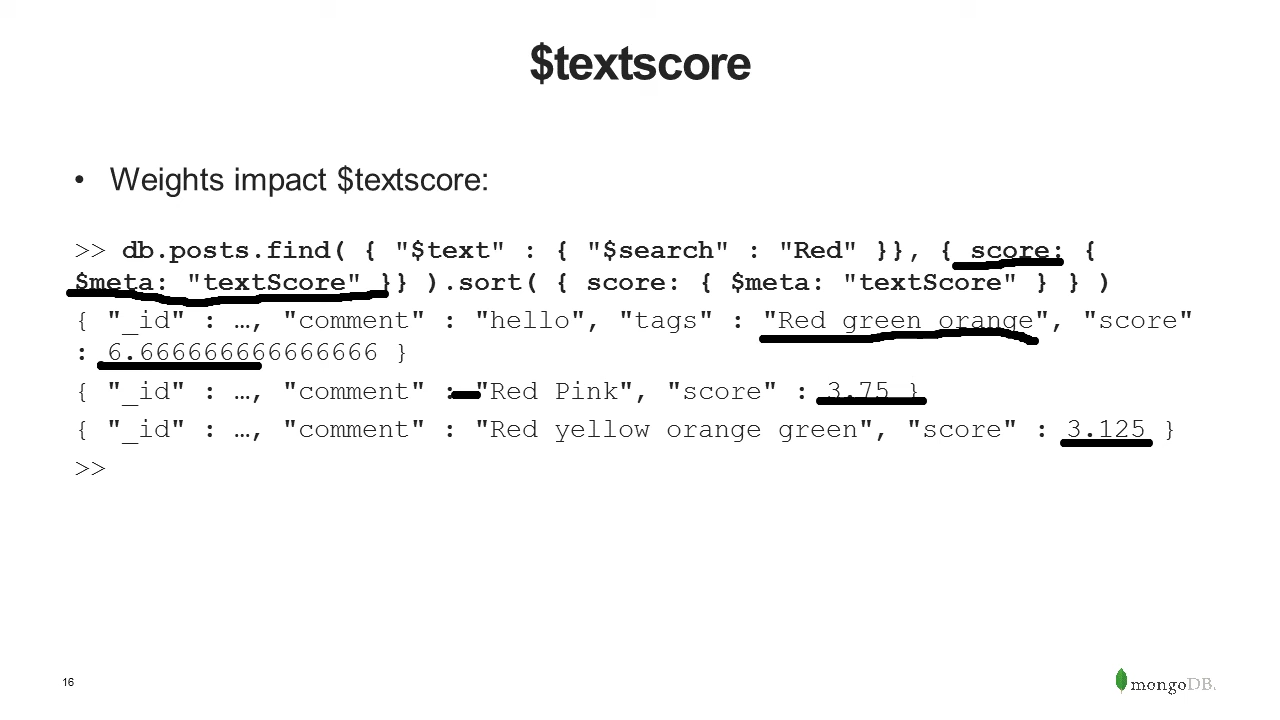 $textscore
• Weights impact $textscore:
>> db.posts.find( { "$text" : { "$search" : "Red" }}, { score: {
$meta: "textScore" }} ).sort( { score: { $meta: "textScore" } } )
{ "_id" : …, "comment" : "hello", "tags" : "Red green orange", "score"
: 6.666666666666666 }
{ "_id" : …, "comment" : "Red Pink", "score" : 3.75 }
{ "_id" : …, "comment" : "Red yellow orange green", "score" : 3.125 }
>>
16
mongoDB.